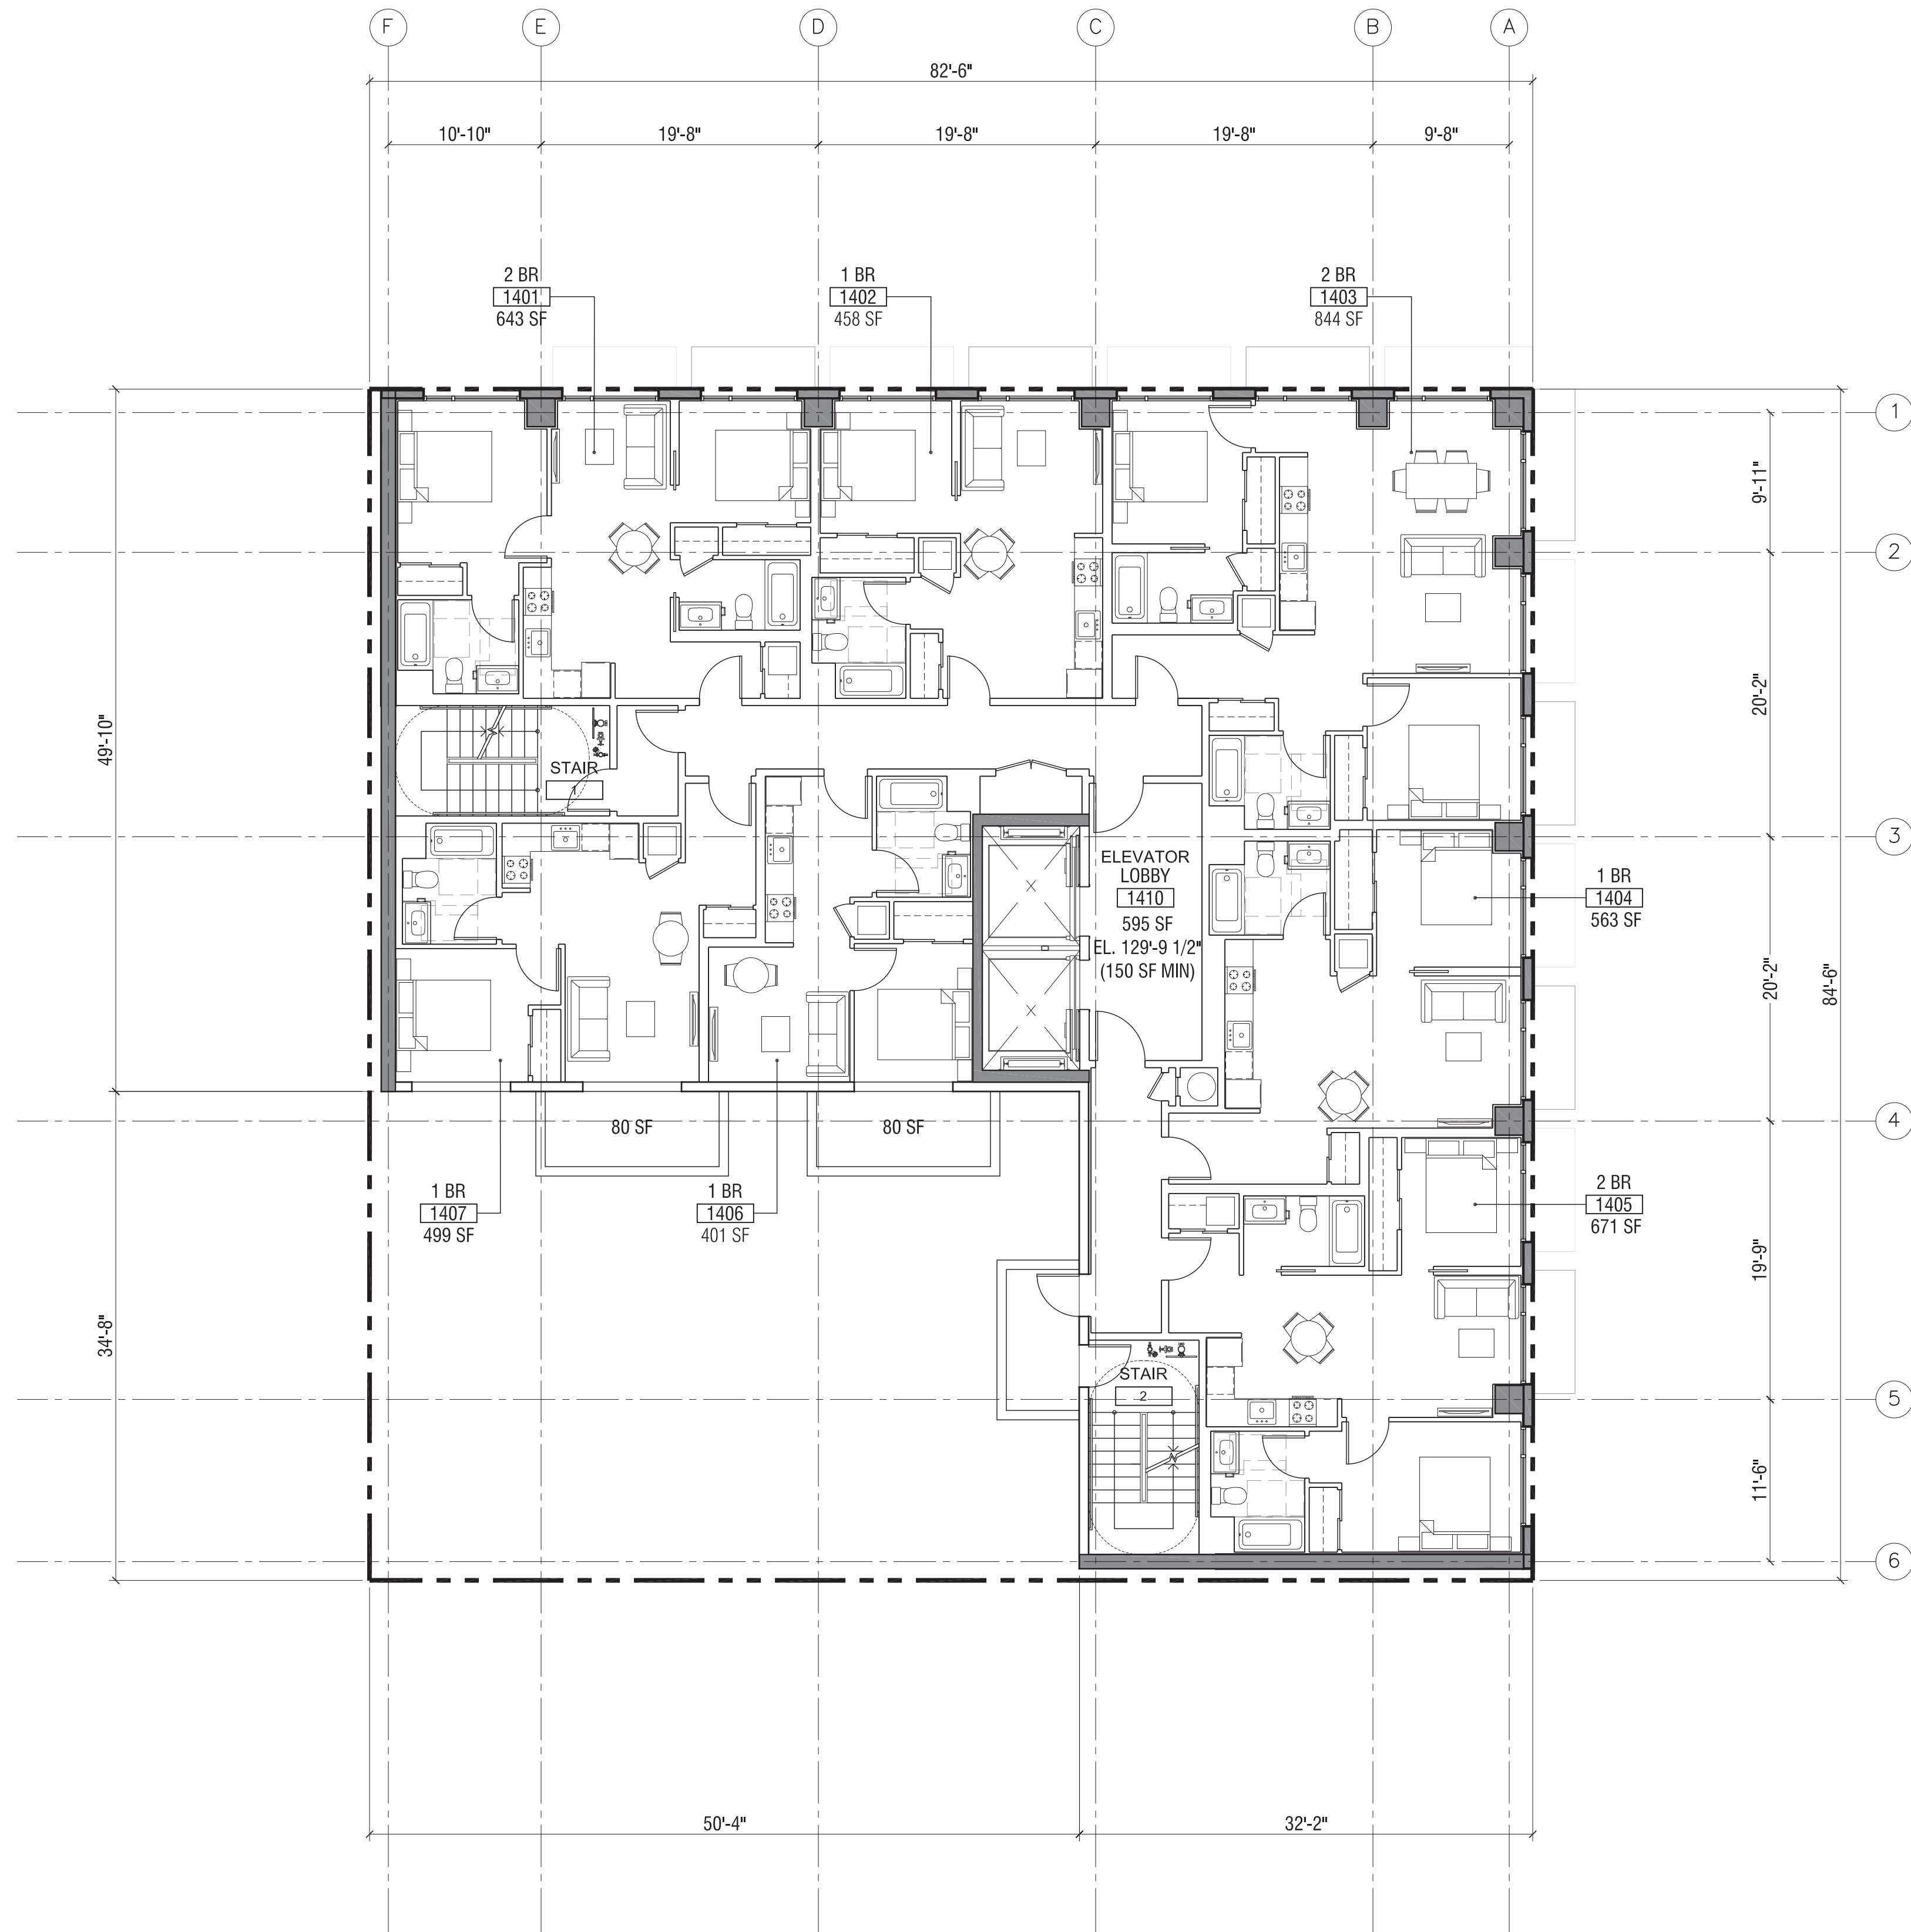 F
E
D
C
B
A
82'-6"
10'-10"
19'-8"
19'-8"
19'-8"
9'-8"
2 BR
1401
643 SF
1 BR
1402
458 SF
2 BR
1403
844 SF
1
9'-11"
2
20'-2"
49'-10"
STAIR
1
3
ELEVATOR
LOBBY
1410
595 SF
EL. 129'-9 1/2"
(150 SF MIN)
1 BR
1404
563 SF
20'-2"
84'-6"
80 SF
80 SF
4
1 BR
1407
499 SF
1 BR
1406
401 SF
2 BR
1405
671 SF
19'-9"
34'-8"
STAIR
2
5
11'-6"
6
50'-4"
32'-2"